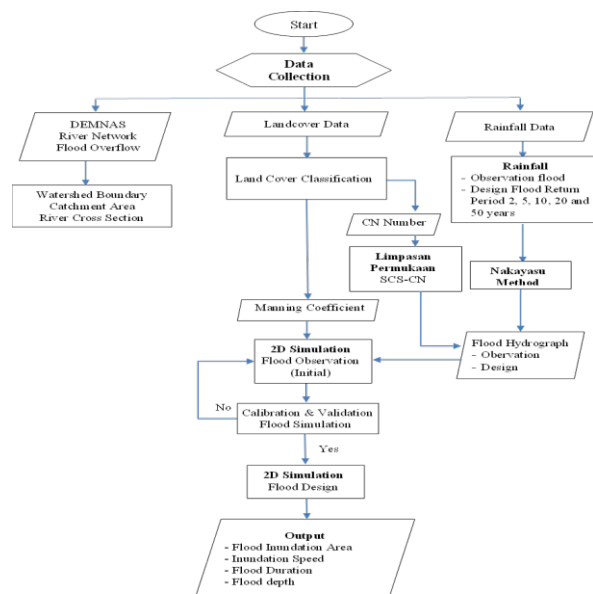 Start
Data
Collection
DEMNAS
River Network
Flood Overflow
Landcover Data
Rainfall Data
Watershed Boundary
Catchment Area
River Cross Section
Land Cover Classification
Rainfall
- Observation flood
- Design Flood Return
Period 2, 5, 10, 20 and
50 years
CN Number
Limpasan
Permukaan
SCS-CN
Nakayasu
Method
Manning Coefficient
Flood Hydrograph
- Obervation
- Design
2D Simulation
Flood Observation
(Initial)
No
Calibration & Validation
Flood Simulation
Yes
2D Simulation
Flood Design
Output
- Flood Inundation Area
- Inundation Speed
- Flood Duration
- Flood depth